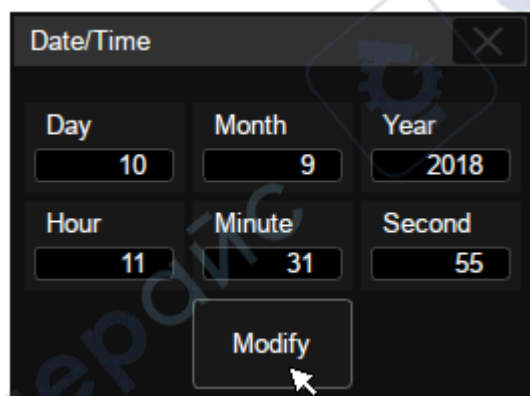 Date/Time
Day Month Year
10 9 2018
Hour Minute Second
11 31 55
Modify